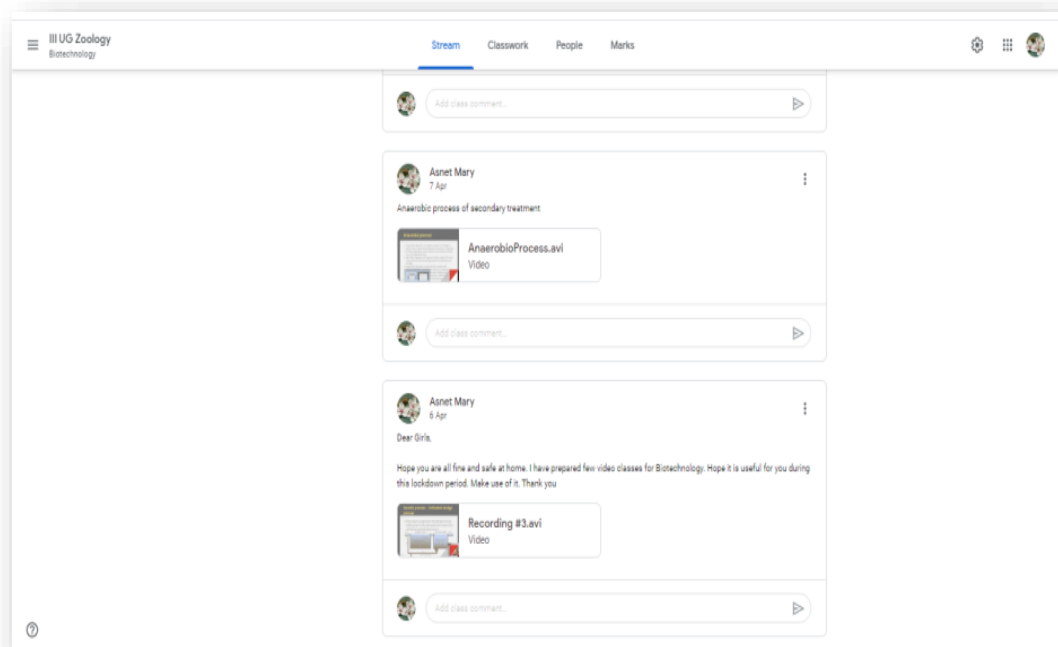 III UG Zoology
Biotechnology
Stream Classwork People Marks
Add class comment...
Asnet Mary
7 Apr
Anaerobic process of secondary treatment
AnaerobioProcess.avi
Video
Add class comment...
Asnet Mary
6 Apr
Dear Girls,
Hope you are all fine and safe at home. I have prepared few video classes for Biotechnology. Hope it is useful for you during
this lockdown period. Make use of it. Thank you
Recording #3.avi
Video
Add class comment...